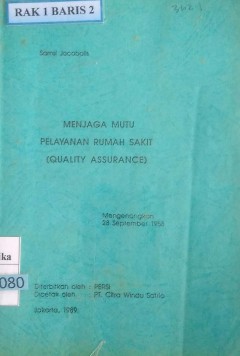 RAK 1 BARIS 2
Samsi Jacobalis
MENJAGA MUTU
PELAYANAN RUMAH SAKIT
(QUALITY ASSURANCE)
Mengenangkan
28 September 1958
ika
080
Diterbitkan oleh : PERSI
Dicetak oleh : PT. Citra Windu Satria
Jakarta, 1989